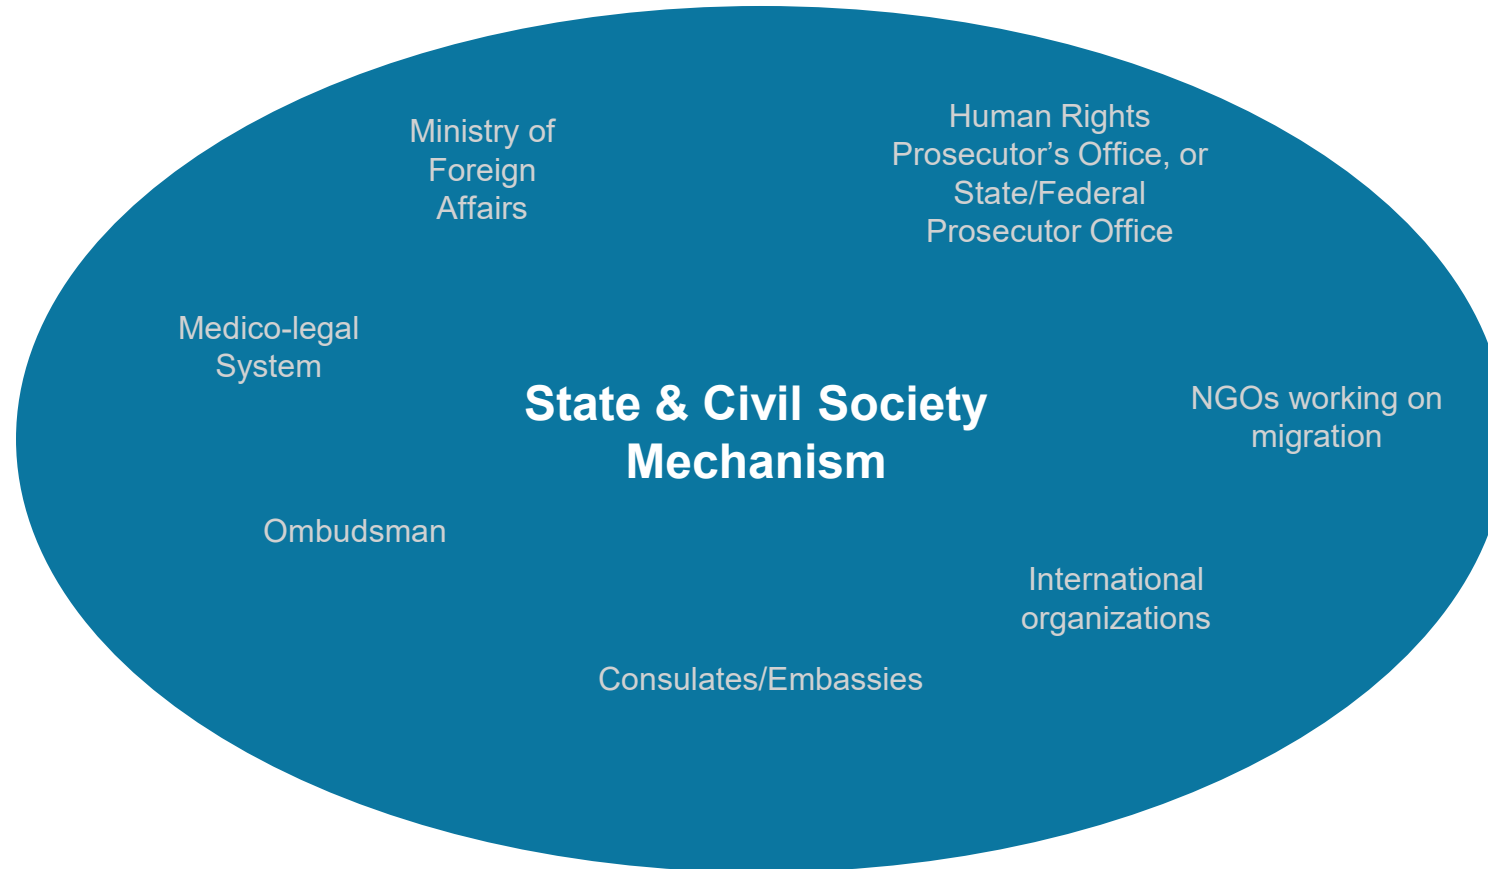 Ministry of
Foreign
Affairs
Human Rights
Prosecutor’s Office, or
State/Federal
Prosecutor Office
Medico-legal
System
State & Civil Society
Mechanism
NGOs working on
migration
Ombudsman
International
organizations
Consulates/Embassies